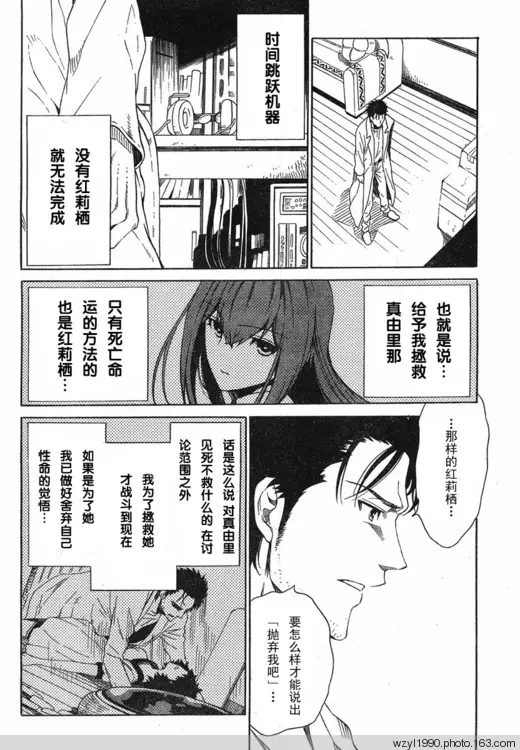 时间
跳跃机器
没有红莉栖
就无法完成
也就是说…
给予我拯救
真由里那
只有死亡命
运的方法的
也是红莉栖…
…那样的红莉栖…
要怎么样才能说出
「抛弃我吧」…
话是这么说 对真由里
见死不救什么的 在讨
论范围之外
我为了拯救她
才战斗到现在
如果是为了她
我已做好舍弃自己
性命的觉悟…
wzyl1990.photo.163.com